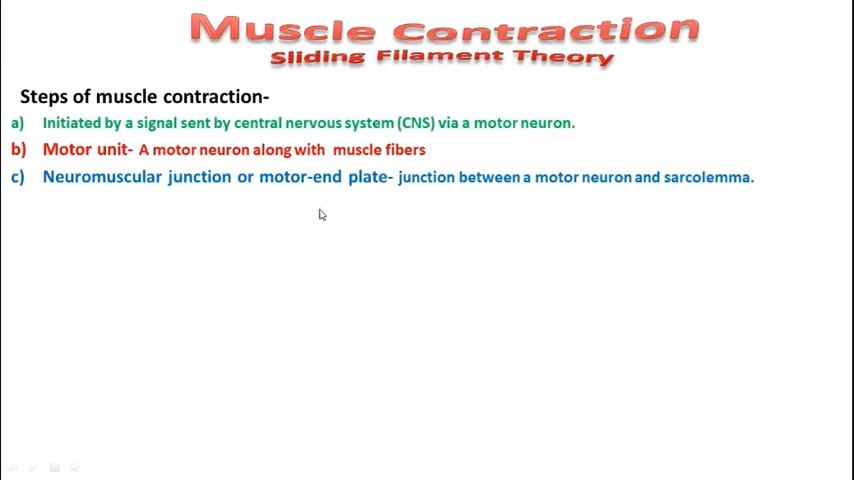 Muscle Contraction
Sliding Filament Theory
Steps of muscle contraction-
a) Initiated by a signal sent by central nervous system (CNS) via a motor neuron.
b) Motor unit- A motor neuron along with muscle fibers
c) Neuromuscular junction or motor-end plate- junction between a motor neuron and sarcolemma.